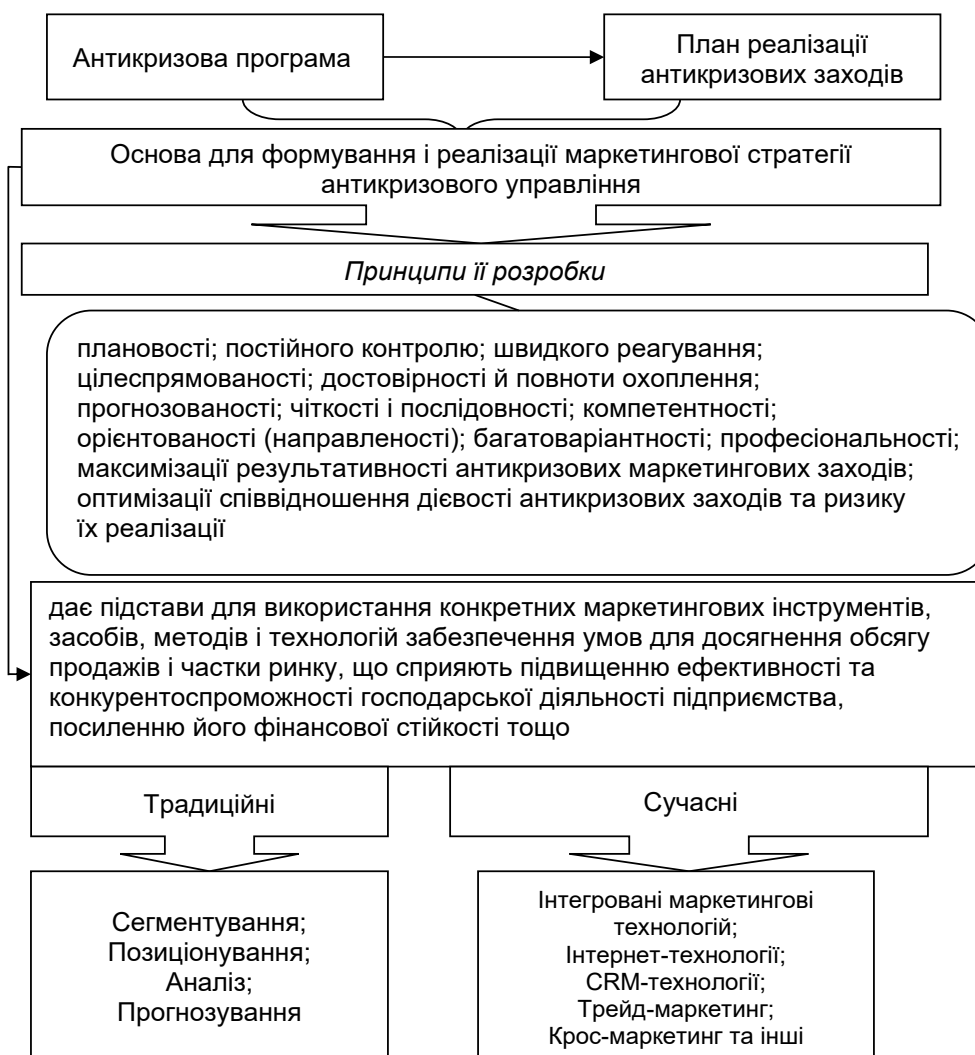 Антикризова програма
План реалізації
антикризових заходів
Основа для формування і реалізації маркетингової стратегії
антикризового управління
Принципи її розробки
плановості; постійного контролю; швидкого реагування;
цілеспрямованості; достовірності й повноти охоплення;
прогнозованості; чіткості і послідовності; компетентності;
орієнтованості (направленості); багатоваріантності; професіональності;
максимізації результативності антикризових маркетингових заходів;
оптимізації співвідношення дієвості антикризових заходів та ризику
їх реалізації
дає підстави для використання конкретних маркетингових інструментів,
засобів, методів і технологій забезпечення умов для досягнення обсягу
продажів і частки ринку, що сприяють підвищенню ефективності та
конкурентоспроможності господарської діяльності підприємства,
посиленню його фінансової стійкості тощо
Традиційні
Сучасні
Сегментування;
Позиціонування;
Аналіз;
Прогнозування
Інтегровані маркетингові
технологій;
Інтернет-технології;
CRM-технології;
Трейд-маркетинг;
Крос-маркетинг та інші